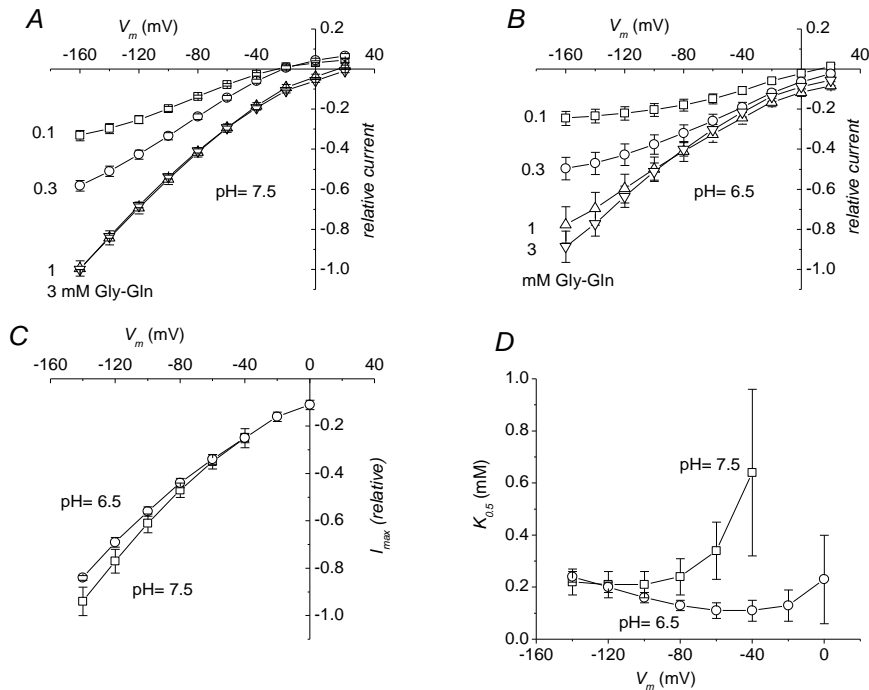 A
V_m (mV)
-160 -120 -80 -40 40
0.2
-0.2
-0.4
-0.6
-0.8
-1.0
relative current
0.1
0.3
1
3 mM Gly-Gln
pH= 7.5
B
V_m (mV)
-160 -120 -80 -40 0 40
0.2
-0.2
-0.4
-0.6
-0.8
-1.0
relative current
0.1
0.3
1
3
mM Gly-Gln
pH= 6.5
C
V_m (mV)
-160 -120 -80 -40 0 40
-0.2
-0.4
-0.6
-0.8
-1.0
I_max (relative)
pH= 6.5
pH= 7.5
D
1.0
0.8
0.6
0.4
0.2
0.0
K_0.5 (mM)
pH= 7.5
pH= 6.5
-160 -120 -80 -40 0
V_m (mV)